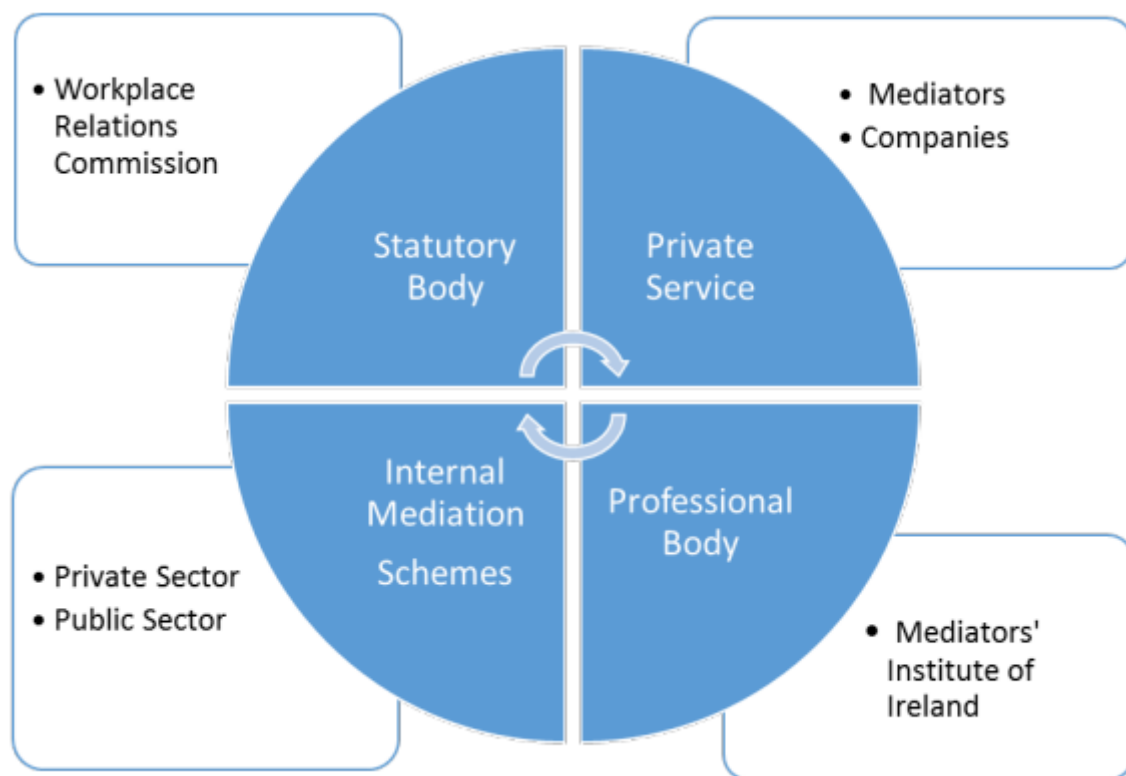 • Workplace
Relations
Commission
• Mediators
• Companies
Statutory
Body
Private
Service
Internal
Mediation
Schemes
Professional
Body
• Private Sector
• Public Sector
• Mediators'
Institute of
Ireland